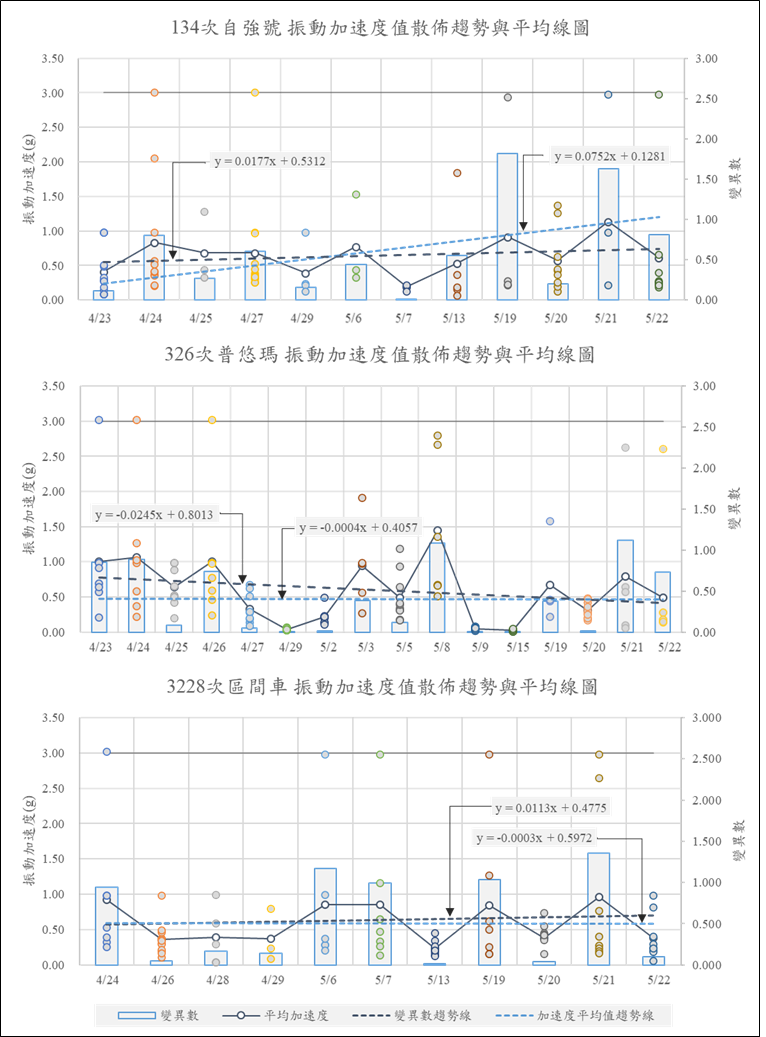 134次自強號 振動加速度值散佈趨勢與平均線圖
振動加速度(g)
3.50
3.00
2.50
2.00
1.50
1.00
0.50
0.00
y = 0.0177x + 0.5312
y = 0.0752x + 0.1281
3.00
2.50
2.00
1.50
1.00
0.50
0.00
變異數
4/23 4/24 4/25 4/27 4/29 5/6 5/7 5/13 5/19 5/20 5/21 5/22
326次普悠瑪 振動加速度值散佈趨勢與平均線圖
振動加速度(g)
3.50
3.00
2.50
2.00
1.50
1.00
0.50
0.00
y = -0.0245x + 0.8013
y = -0.0004x + 0.4057
3.00
2.50
2.00
1.50
1.00
0.50
0.00
變異數
4/23 4/24 4/25 4/26 4/27 4/29 5/2 5/3 5/5 5/8 5/9 5/15 5/19 5/20 5/21 5/22
3228次區間車 振動加速度值散佈趨勢與平均線圖
振動加速度(g)
3.50
3.00
2.50
2.00
1.50
1.00
0.50
0.00
y = 0.0113x + 0.4775
y = -0.0003x + 0.5972
3.000
2.500
2.000
1.500
1.000
0.500
0.000
變異數
4/24 4/26 4/28 4/29 5/6 5/7 5/13 5/19 5/20 5/21 5/22
變異數 平均加速度 變異數趨勢線 加速度平均值趨勢線